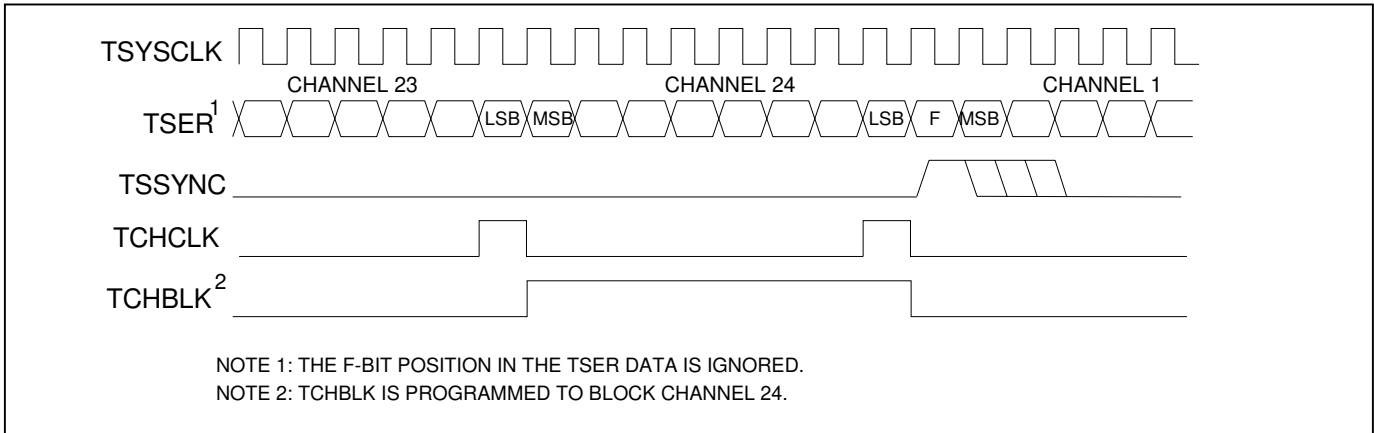 TSYSCLK
CHANNEL 23 CHANNEL 24 CHANNEL 1
TSER1 LSB MSB LSB F MSB
TSSYNC
TCHCLK
TCHBLK2
NOTE 1: THE F-BIT POSITION IN THE TSER DATA IS IGNORED.
NOTE 2: TCHBLK IS PROGRAMMED TO BLOCK CHANNEL 24.